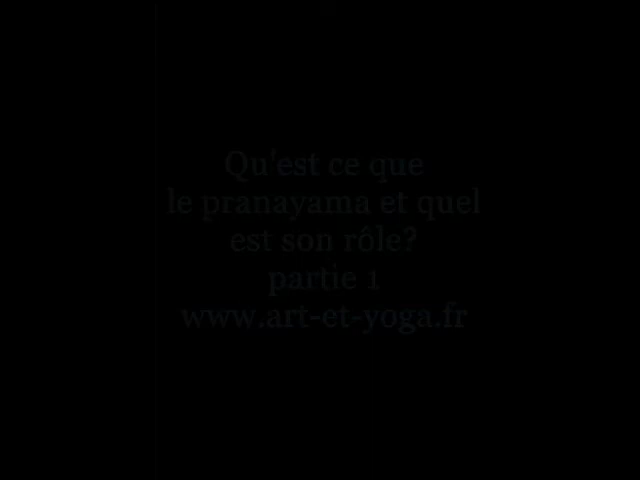 Qu'est ce que
le pranayama et quel
est son rôle?
partie 1
www.art-et-yoga.fr